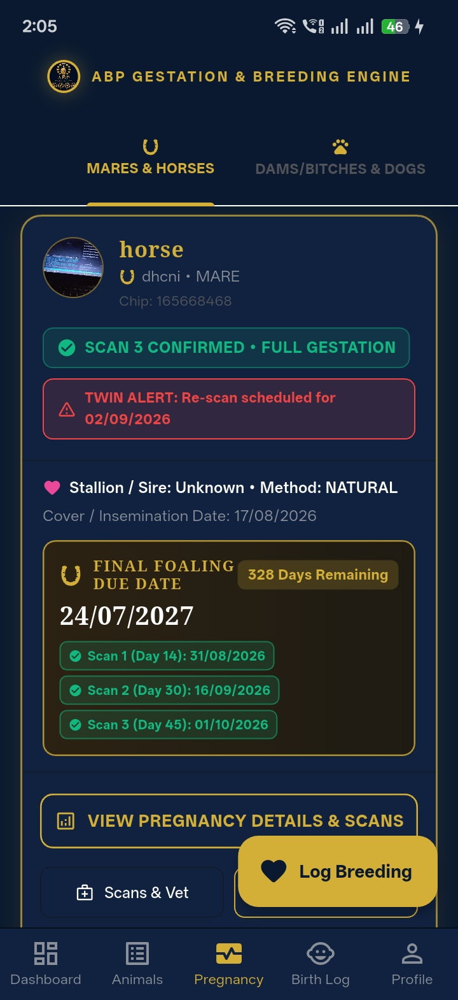 2:05
46
ABP GESTATION & BREEDING ENGINE
MARES & HORSES
DAMS/BITCHES & DOGS
horse
dhcni • MARE
Chip: 165668468
SCAN 3 CONFIRMED • FULL GESTATION
TWIN ALERT: Re-scan scheduled for
02/09/2026
Stallion / Sire: Unknown • Method: NATURAL
Cover / Insemination Date: 17/08/2026
FINAL FOALING
DUE DATE
328 Days Remaining
24/07/2027
Scan 1 (Day 14): 31/08/2026
Scan 2 (Day 30): 16/09/2026
Scan 3 (Day 45): 01/10/2026
VIEW PREGNANCY DETAILS & SCANS
Log Breeding
Scans & Vet
Dashboard
Animals
Pregnancy
Birth Log
Profile